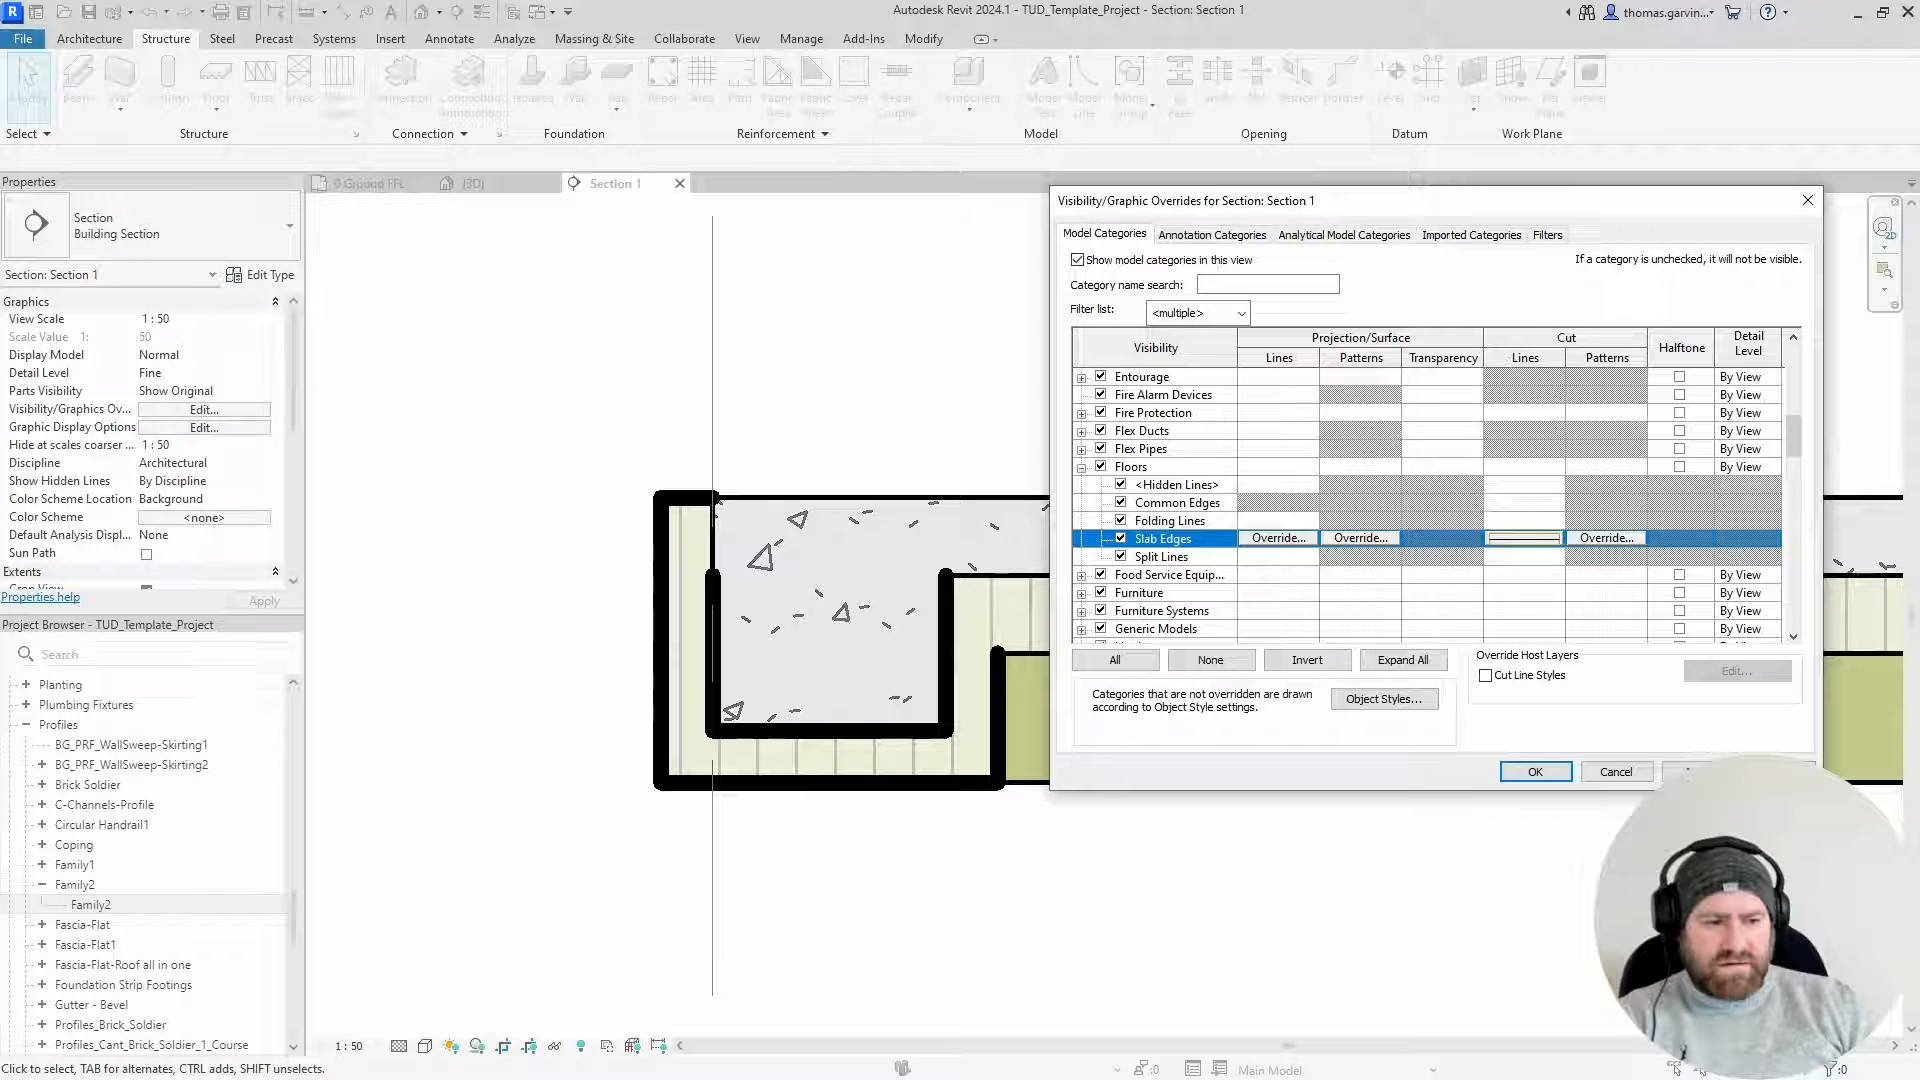 Autodesk Revit 2024.1 - TUD_Template_Project - Section: Section 1
thomas.garvin...
File Architecture Structure Steel Precast Systems Insert Annotate Analyze Massing & Site Collaborate View Manage Add-Ins Modify
Select Structure Connection Foundation Reinforcement Model Opening Datum Work Plane
Properties
0.Ground FFL (3D) Section 1
Section
Building Section
Section: Section 1 Edit Type
Graphics
View Scale 1 : 50
Scale Value 1: 50
Display Model Normal
Detail Level Fine
Parts Visibility Show Original
Visibility/Graphics Ov... Edit...
Graphic Display Options Edit...
Hide at scales coarser ... 1 : 50
Discipline Architectural
Show Hidden Lines By Discipline
Color Scheme Location Background
Color Scheme <none>
Default Analysis Displ... None
Sun Path
Extents
Properties help Apply
Project Browser - TUD_Template_Project
Search
Planting
Plumbing Fixtures
Profiles
BG_PRF_WallSweep-Skirting1
BG_PRF_WallSweep-Skirting2
Brick Soldier
C-Channels-Profile
Circular Handrail1
Coping
Family1
Family2
Family2
Fascia-Flat
Fascia-Flat1
Fascia-Flat-Roof all in one
Foundation Strip Footings
Gutter - Bevel
Profiles_Brick_Soldier
Profiles_Cant_Brick_Soldier_1_Course
Visibility/Graphic Overrides for Section: Section 1
Model Categories Annotation Categories Analytical Model Categories Imported Categories Filters
Show model categories in this view If a category is unchecked, it will not be visible.
Category name search:
Filter list: <multiple>
Visibility Projection/Surface Cut Halftone Detail Level
Lines Patterns Transparency Lines Patterns
Entourage By View
Fire Alarm Devices By View
Fire Protection By View
Flex Ducts By View
Flex Pipes By View
Floors By View
<Hidden Lines>
Common Edges
Folding Lines
Slab Edges Override... Override... Override...
Split Lines
Food Service Equip... By View
Furniture By View
Furniture Systems By View
Generic Models By View
All None Invert Expand All
Override Host Layers
Cut Line Styles Edit...
Categories that are not overridden are drawn
according to Object Style settings.
Object Styles...
OK Cancel
1 : 50
Click to select, TAB for alternates, CTRL adds, SHIFT unselects.
:0 Main Model :0